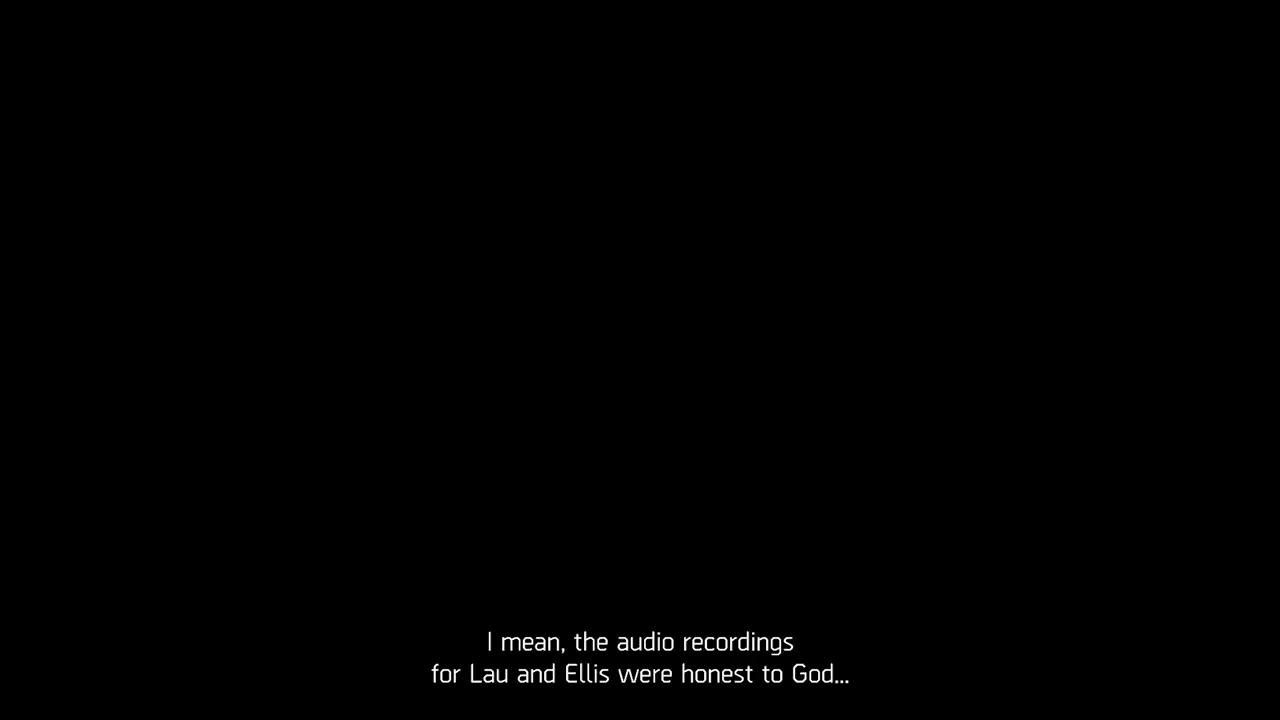 I mean, the audio recordings
for Lau and Ellis were honest to God...